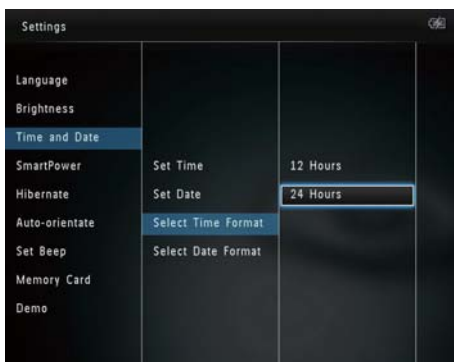 Settings
Language
Brightness
Time and Date
SmartPower
Hibernate
Auto-orientate
Set Beep
Memory Card
Demo
Set Time
Set Date
Select Time Format
Select Date Format
12 Hours
24 Hours